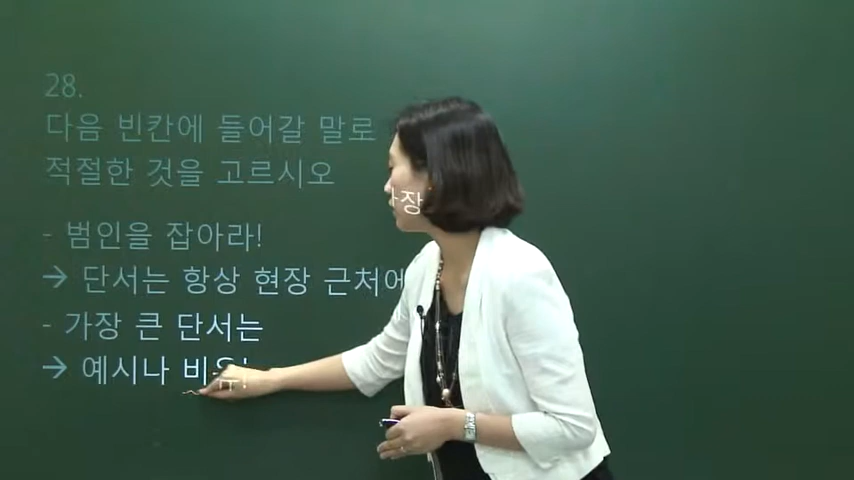 28.
다음 빈칸에 들어갈 말로
적절한 것을 고르시오
- 범인을 잡아라!
→ 단서는 항상 현장 근처에
- 가장 큰 단서는
→ 예시나